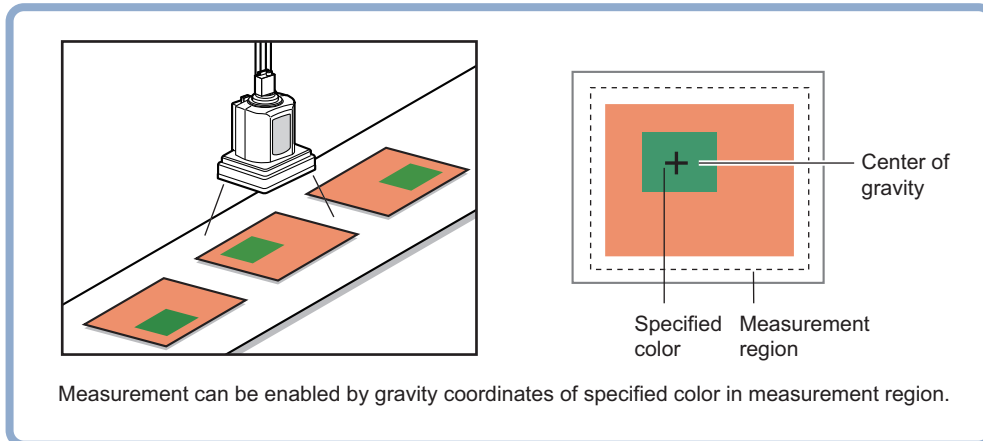 Center of
gravity
Specified
color
Measurement
region
Measurement can be enabled by gravity coordinates of specified color in measurement region.